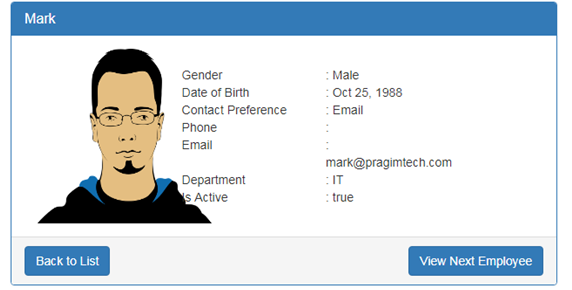 Mark
Gender : Male
Date of Birth : Oct 25, 1988
Contact Preference : Email
Phone :
Email :
mark@pragimtech.com
Department : IT
Is Active : true
Back to List View Next Employee